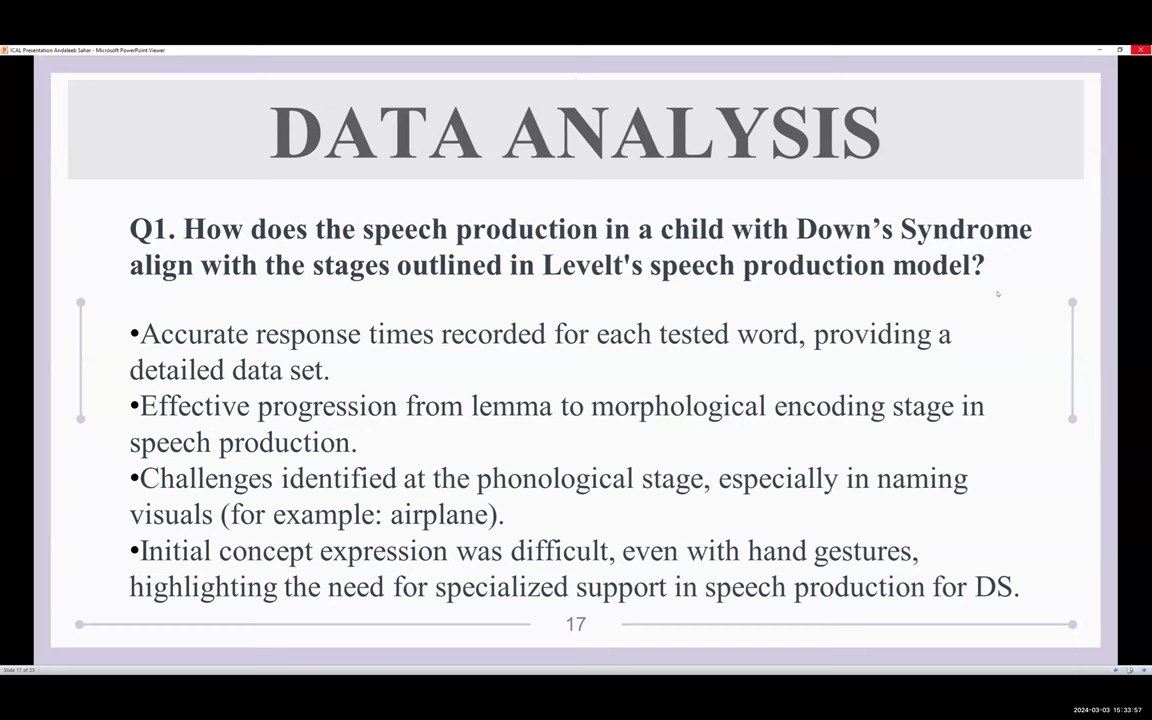 ICAL Presentation Andaleeb Sahar - Microsoft PowerPoint Viewer
DATA ANALYSIS
Q1. How does the speech production in a child with Down’s Syndrome
align with the stages outlined in Levelt's speech production model?
•Accurate response times recorded for each tested word, providing a
detailed data set.
•Effective progression from lemma to morphological encoding stage in
speech production.
•Challenges identified at the phonological stage, especially in naming
visuals (for example: airplane).
•Initial concept expression was difficult, even with hand gestures,
highlighting the need for specialized support in speech production for DS.
17
Slide 17 of 23
2024-03-03 15:33:57